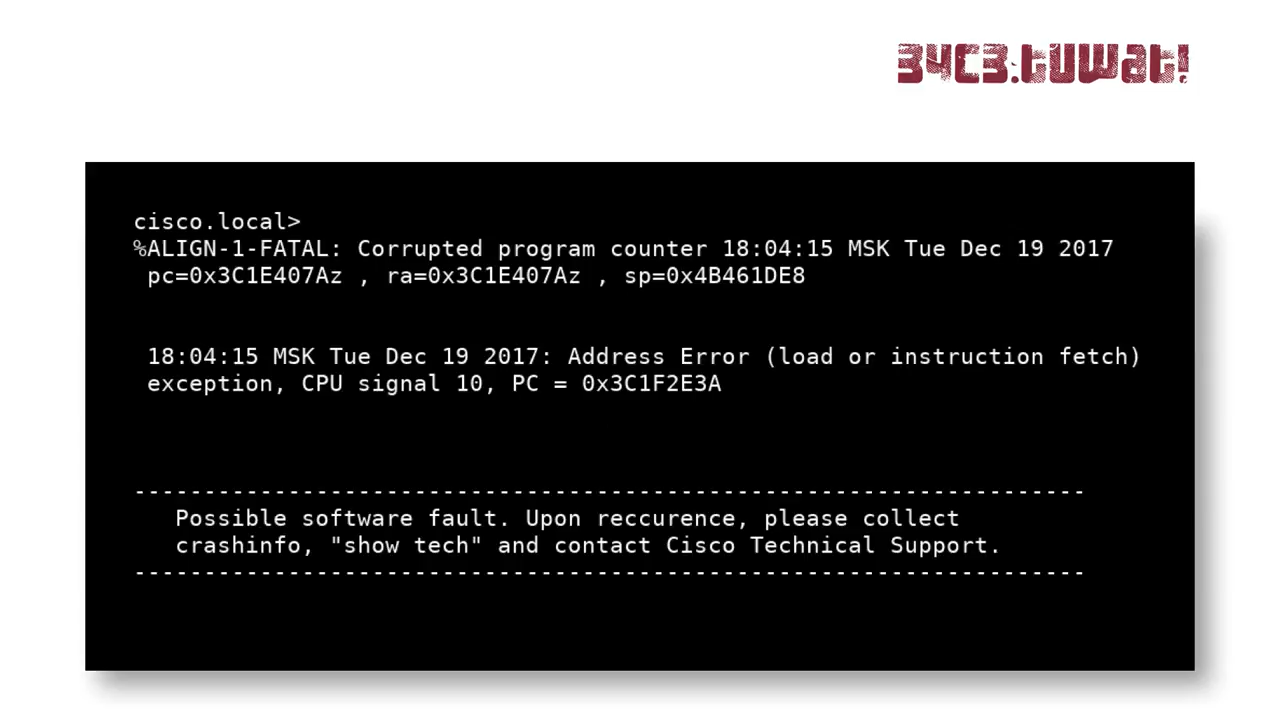 34C3.tuwat!
cisco.local>
%ALIGN-1-FATAL: Corrupted program counter 18:04:15 MSK Tue Dec 19 2017
pc=0x3C1E407Az , ra=0x3C1E407Az , sp=0x4B461DE8
18:04:15 MSK Tue Dec 19 2017: Address Error (load or instruction fetch)
exception, CPU signal 10, PC = 0x3C1F2E3A
--------------------------------------------------------------------
Possible software fault. Upon reccurence, please collect
crashinfo, "show tech" and contact Cisco Technical Support.
--------------------------------------------------------------------